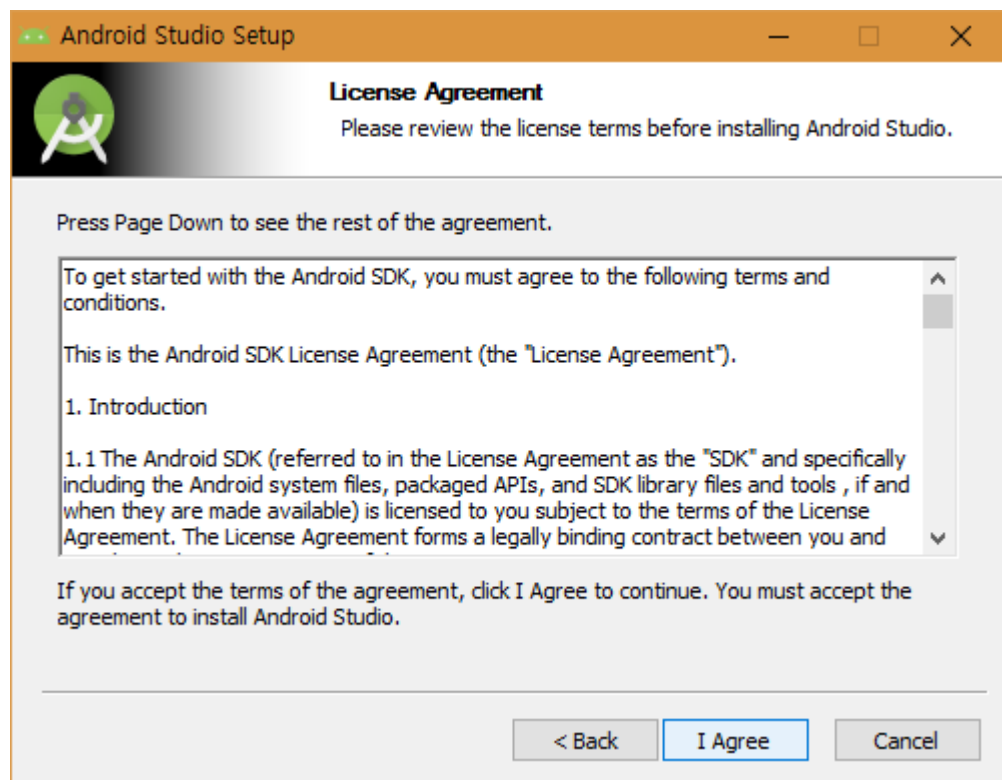 Android Studio Setup
License Agreement
Please review the license terms before installing Android Studio.
Press Page Down to see the rest of the agreement.
To get started with the Android SDK, you must agree to the following terms and
conditions.
This is the Android SDK License Agreement (the "License Agreement").
1. Introduction
1.1 The Android SDK (referred to in the License Agreement as the "SDK" and specifically
including the Android system files, packaged APIs, and SDK library files and tools , if and
when they are made available) is licensed to you subject to the terms of the License
Agreement. The License Agreement forms a legally binding contract between you and
If you accept the terms of the agreement, click I Agree to continue. You must accept the
agreement to install Android Studio.
< Back
I Agree
Cancel